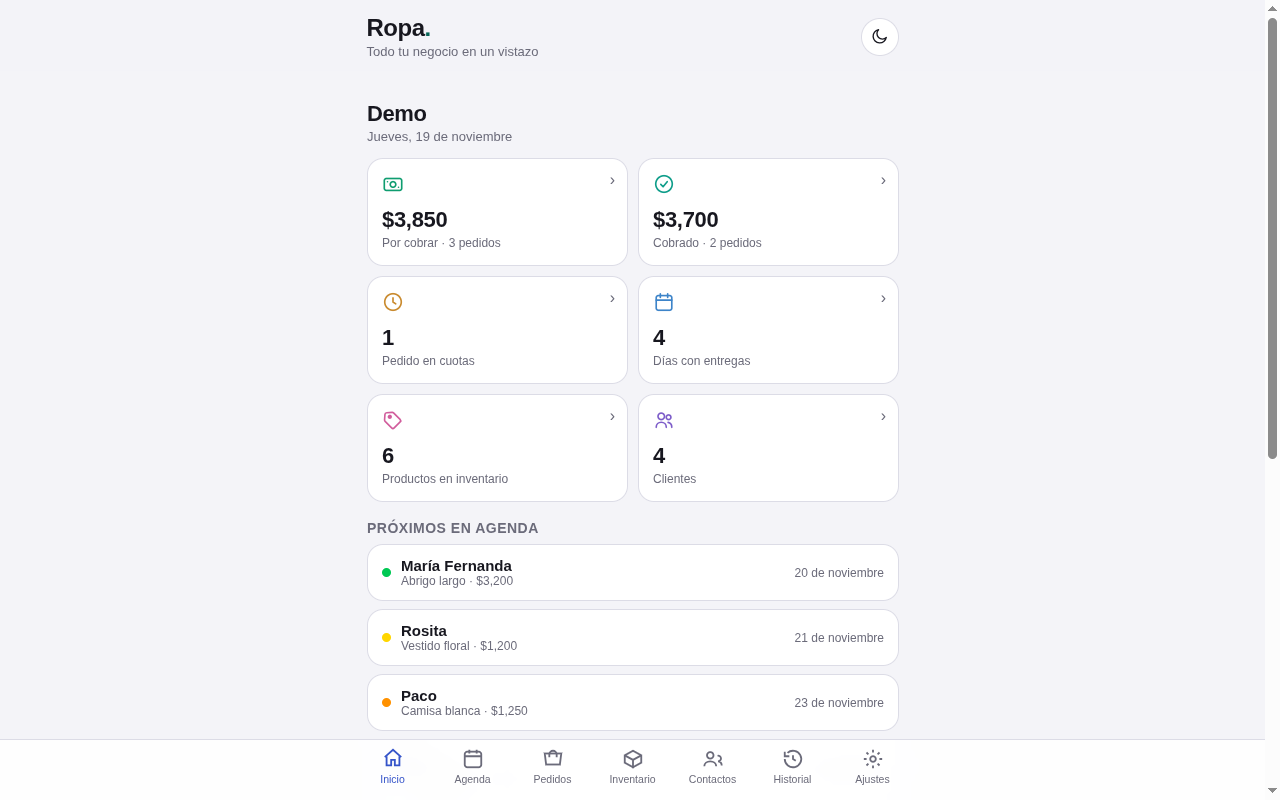 Ropa.
Todo tu negocio en un vistazo
Demo
Jueves, 19 de noviembre
$3,850
Por cobrar · 3 pedidos
$3,700
Cobrado · 2 pedidos
1
Pedido en cuotas
4
Días con entregas
6
Productos en inventario
4
Clientes
PRÓXIMOS EN AGENDA
María Fernanda
Abrigo largo · $3,200
20 de noviembre
Rosita
Vestido floral · $1,200
21 de noviembre
Paco
Camisa blanca · $1,250
23 de noviembre
Inicio
Agenda
Pedidos
Inventario
Contactos
Historial
Ajustes